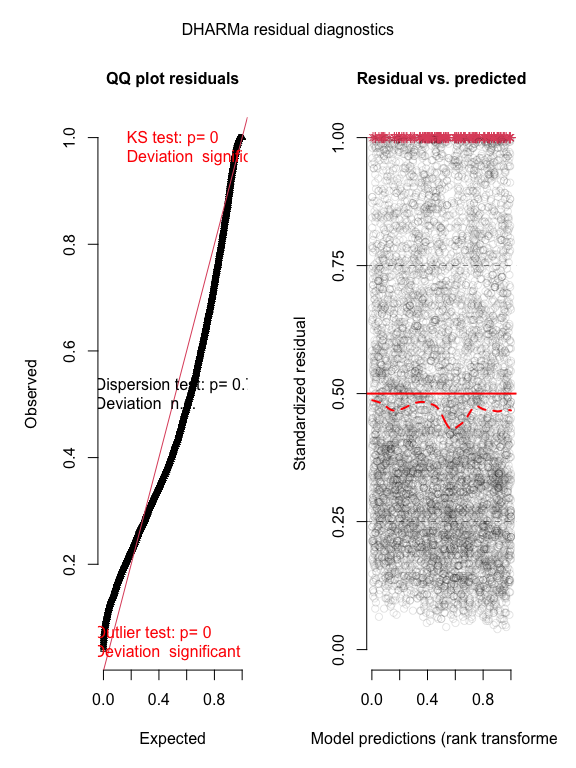 DHARMa residual diagnostics
QQ plot residuals
KS test: p= 0
Deviation signific
Dispersion test: p= 0.
Deviation n.s.
Outlier test: p= 0
Deviation significant
Observed
1.0
0.8
0.6
0.4
0.2
0.0
0.4
0.8
Expected
Residual vs. predicted
Standardized residual
1.00
0.75
0.50
0.25
0.00
0.0
0.4
0.8
Model predictions (rank transforme